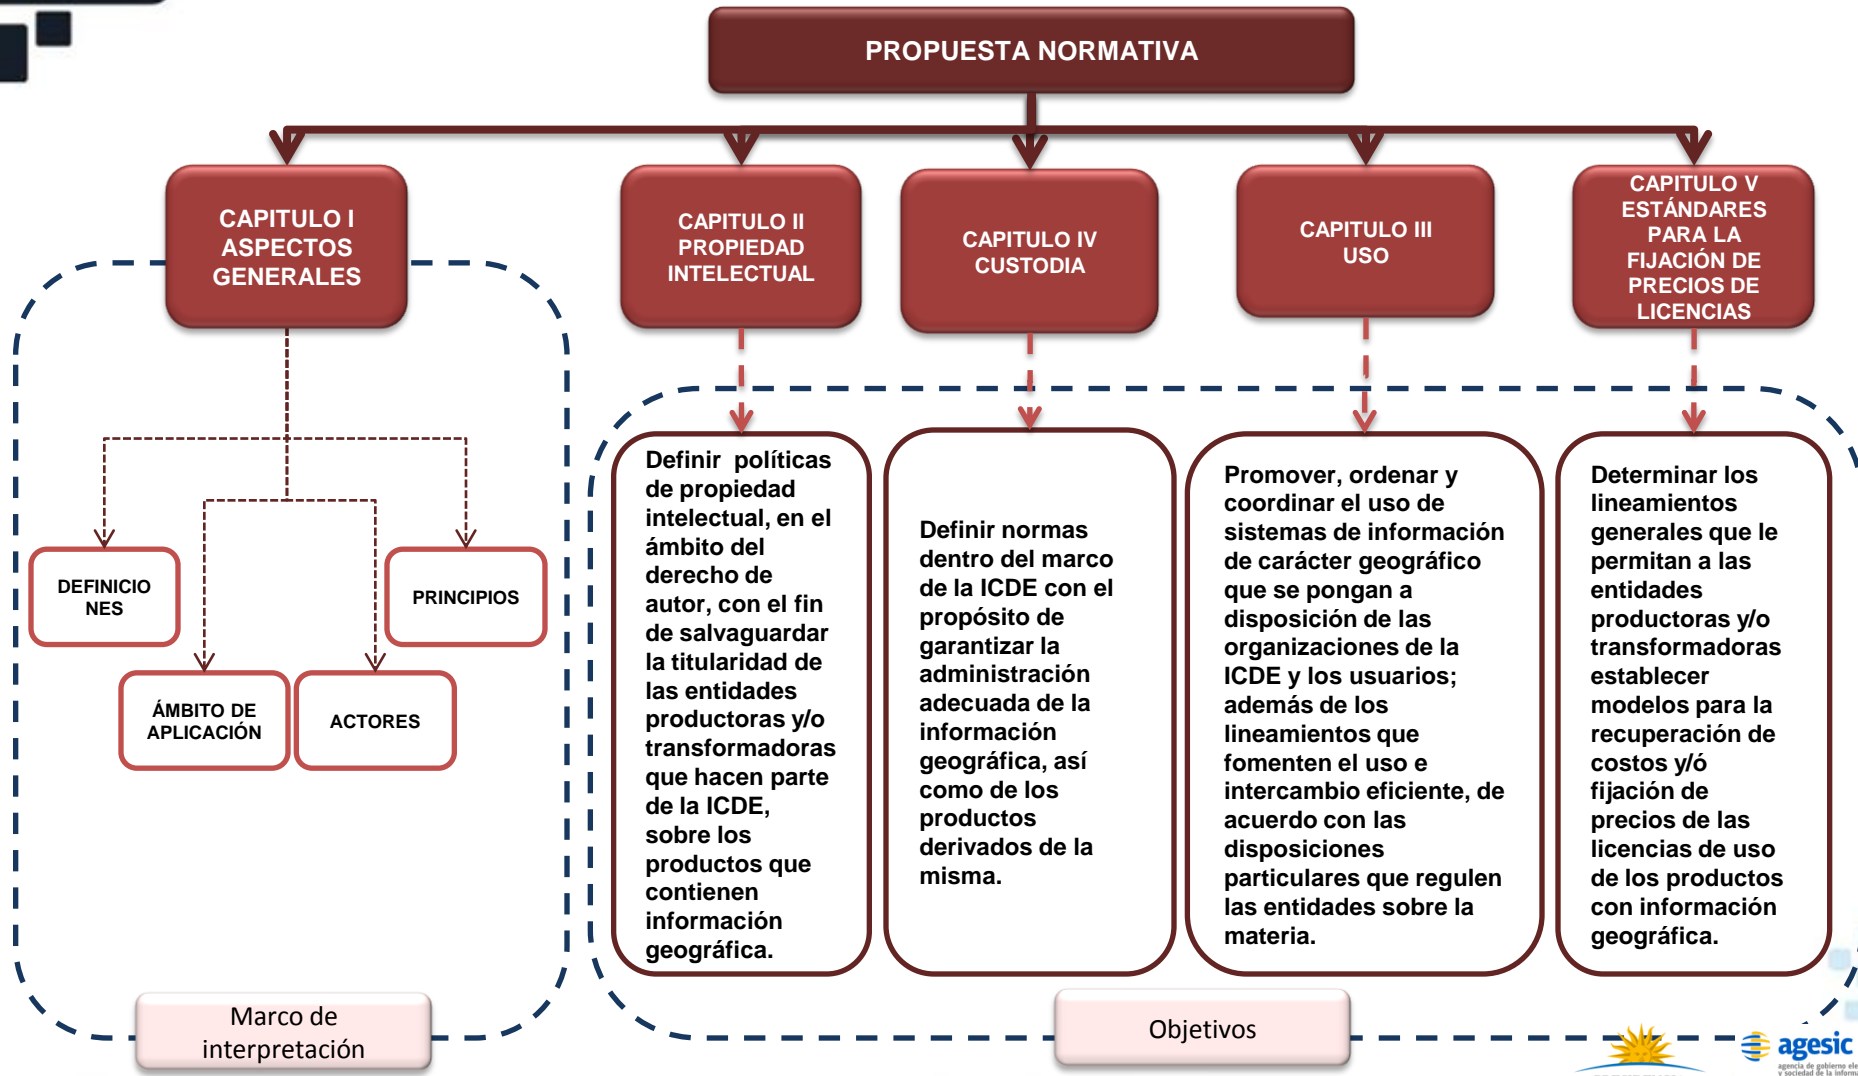 PROPUESTA NORMATIVA
CAPITULO I
ASPECTOS
GENERALES
CAPITULO II
PROPIEDAD
INTELECTUAL
CAPITULO IV
CUSTODIA
CAPITULO III
USO
CAPITULO V
ESTÁNDARES
PARA LA
FIJACIÓN DE
PRECIOS DE
LICENCIAS
DEFINICIO
NES
ÁMBITO DE
APLICACIÓN
ACTORES
PRINCIPIOS
Marco de
interpretación
Definir políticas
de propiedad
intelectual, en el
ámbito del
derecho de
autor, con el fin
de salvaguardar
la titularidad de
las entidades
productoras y/o
transformadoras
que hacen parte
de la ICDE,
sobre los
productos que
contienen
información
geográfica.
Definir normas
dentro del marco
de la ICDE con el
propósito de
garantizar la
administración
adecuada de la
información
geográfica, así
como de los
productos
derivados de la
misma.
Promover, ordenar y
coordinar el uso de
sistemas de información
de carácter geográfico
que se pongan a
disposición de las
organizaciones de la
ICDE y los usuarios;
además de los
lineamientos que
fomenten el uso e
intercambio eficiente, de
acuerdo con las
disposiciones
particulares que regulen
las entidades sobre la
materia.
Determinar los
lineamientos
generales que le
permitan a las
entidades
productoras y/o
transformadoras
establecer
modelos para la
recuperación de
costos y/ó
fijación de
precios de las
licencias de uso
de los productos
con información
geográfica.
Objetivos
agesic
agencia de gobierno ele
y sociedad de la informa